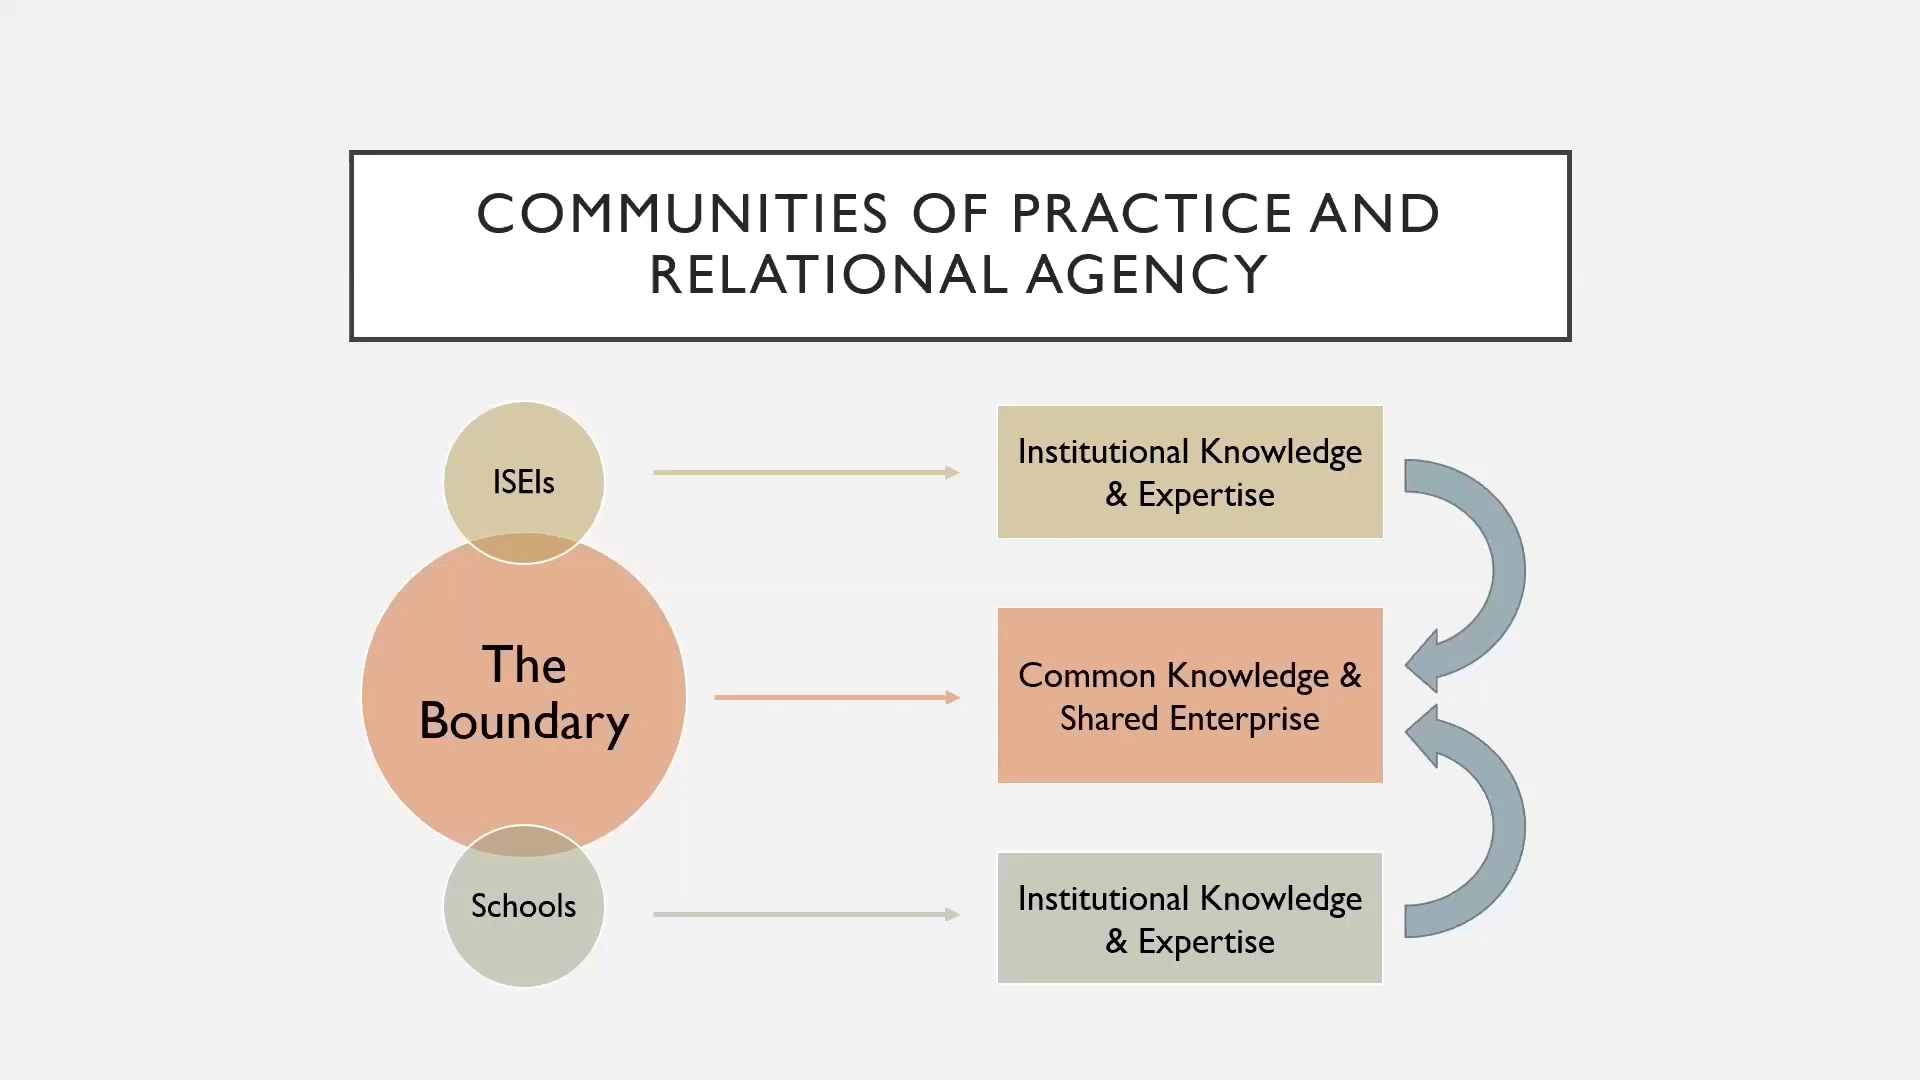 COMMUNITIES OF PRACTICE AND
RELATIONAL AGENCY
ISEIs
Institutional Knowledge
& Expertise
The
Boundary
Common Knowledge &
Shared Enterprise
Schools
Institutional Knowledge
& Expertise